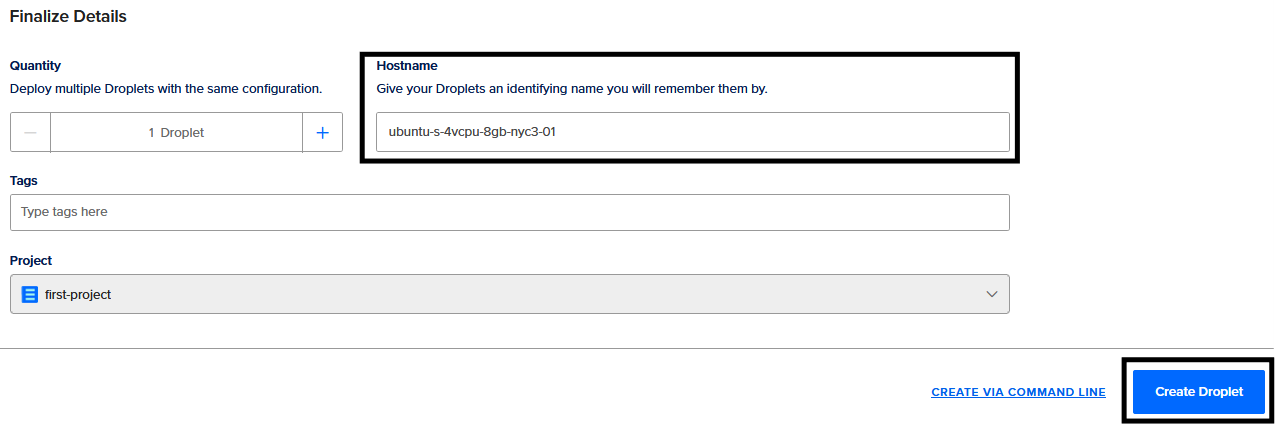 Finalize Details
Quantity
Deploy multiple Droplets with the same configuration.
1 Droplet
Hostname
Give your Droplets an identifying name you will remember them by.
ubuntu-s-4vcpu-8gb-nyc3-01
Tags
Type tags here
Project
first-project
CREATE VIA COMMAND LINE
Create Droplet